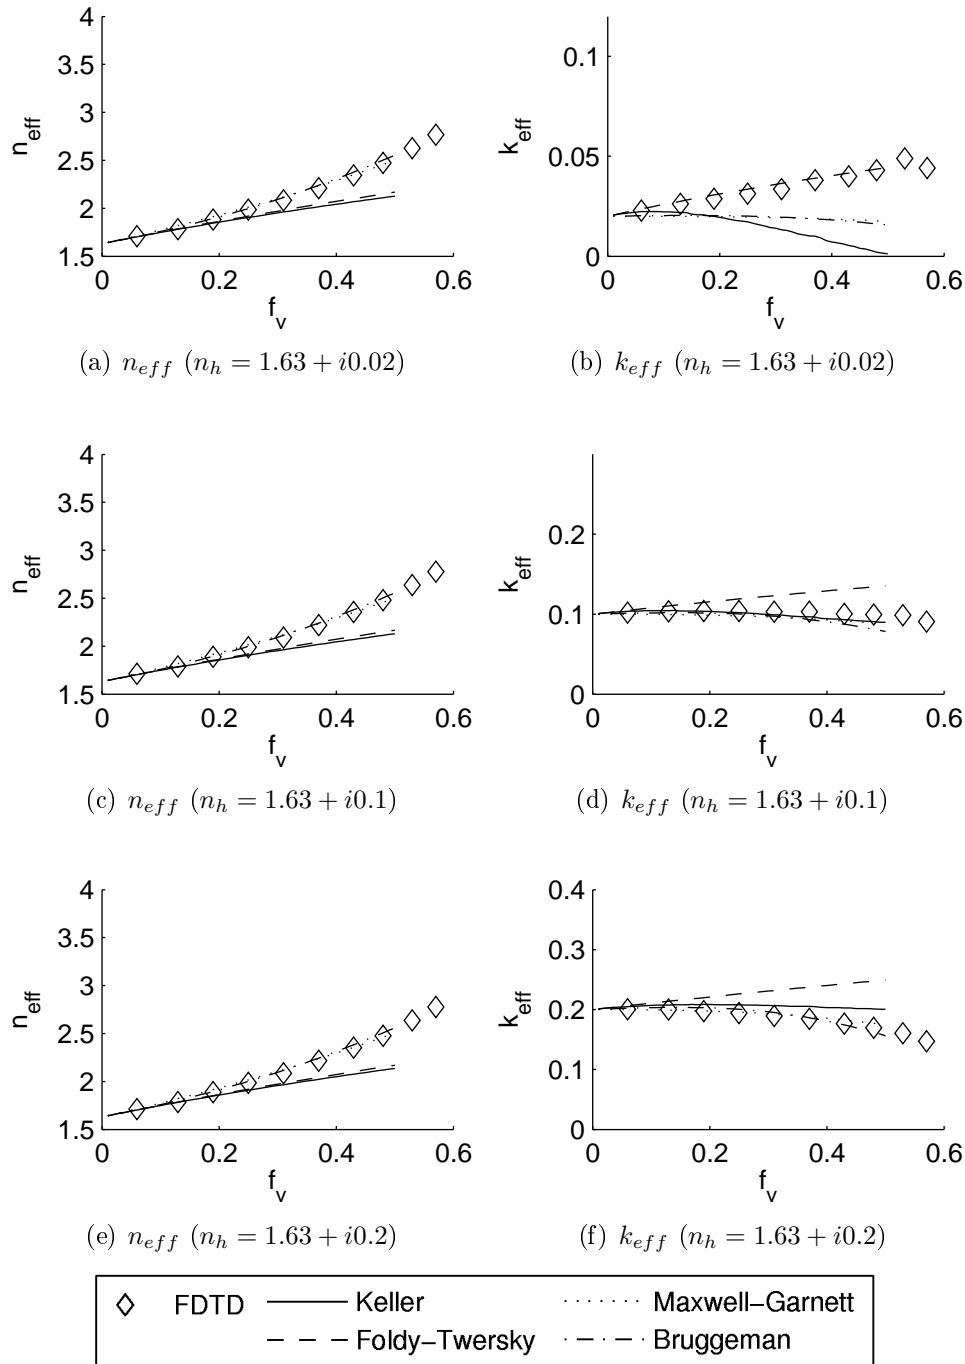 4
3.5
3
2.5
2
1.5
n_eff
0 0.2 0.4 0.6
f_v
(a) n_eff (n_h = 1.63 + i0.02)
0.1
0.05
0
k_eff
0 0.2 0.4 0.6
f_v
(b) k_eff (n_h = 1.63 + i0.02)
4
3.5
3
2.5
2
1.5
n_eff
0 0.2 0.4 0.6
f_v
(c) n_eff (n_h = 1.63 + i0.1)
0.2
0.1
0
k_eff
0 0.2 0.4 0.6
f_v
(d) k_eff (n_h = 1.63 + i0.1)
4
3.5
3
2.5
2
1.5
n_eff
0 0.2 0.4 0.6
f_v
(e) n_eff (n_h = 1.63 + i0.2)
0.4
0.3
0.2
0.1
0
k_eff
0 0.2 0.4 0.6
f_v
(f) k_eff (n_h = 1.63 + i0.2)
FDTD Keller Maxwell-Garnett
Foldy-Twersky Bruggeman